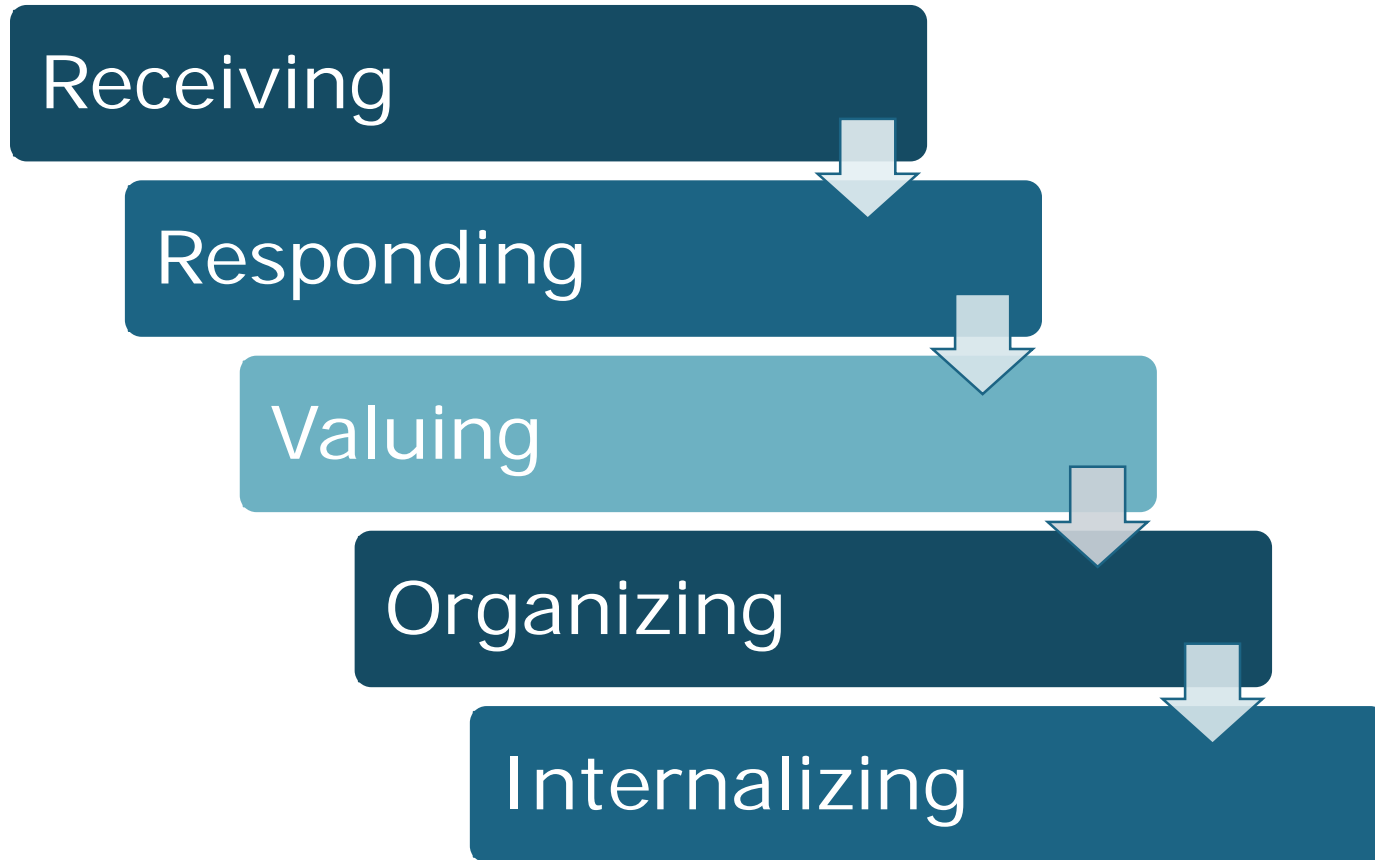 Receiving
Responding
Valuing
Organizing
Internalizing